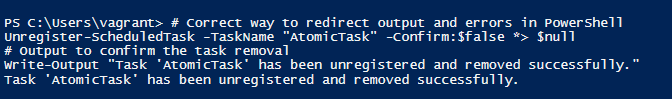 PS C:\Users\vagrant> # Correct way to redirect output and errors in PowerShell
Unregister-ScheduledTask -TaskName "AtomicTask" -Confirm:$false *> $null
# Output to confirm the task removal
Write-Output "Task 'AtomicTask' has been unregistered and removed successfully."
Task 'AtomicTask' has been unregistered and removed successfully.